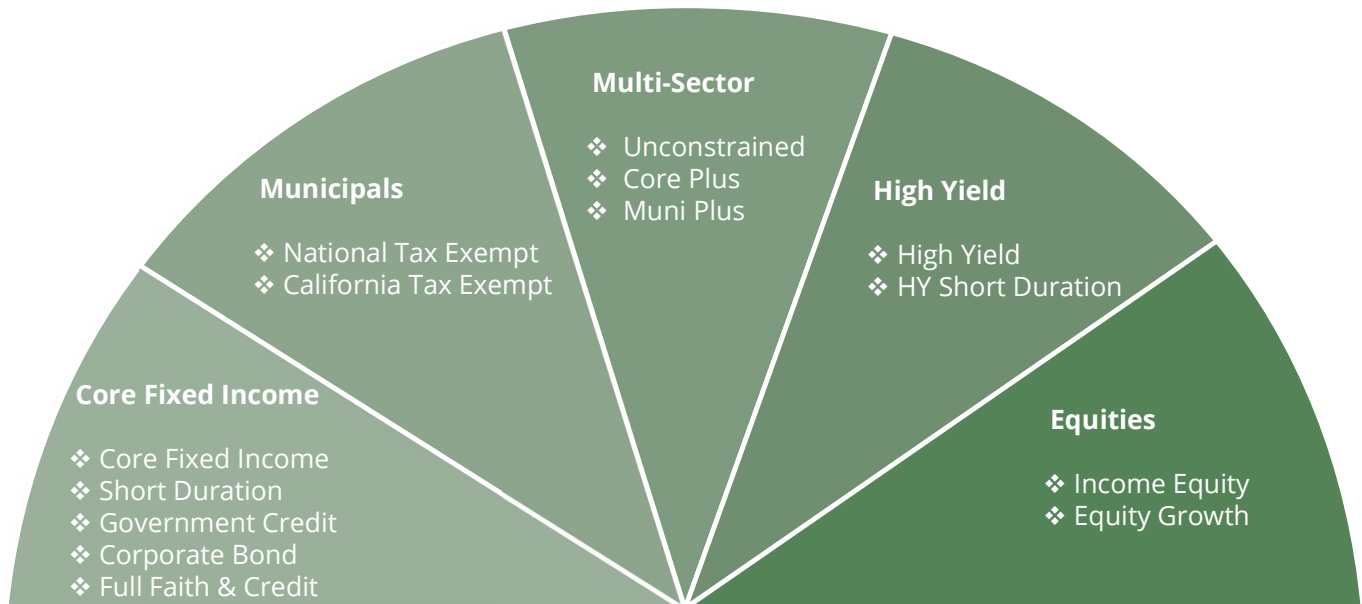 Multi-Sector
❖ Unconstrained
❖ Core Plus
❖ Muni Plus
Municipals
❖ National Tax Exempt
❖ California Tax Exempt
High Yield
❖ High Yield
❖ HY Short Duration
Core Fixed Income
❖ Core Fixed Income
❖ Short Duration
❖ Government Credit
❖ Corporate Bond
❖ Full Faith & Credit
Equities
❖ Income Equity
❖ Equity Growth